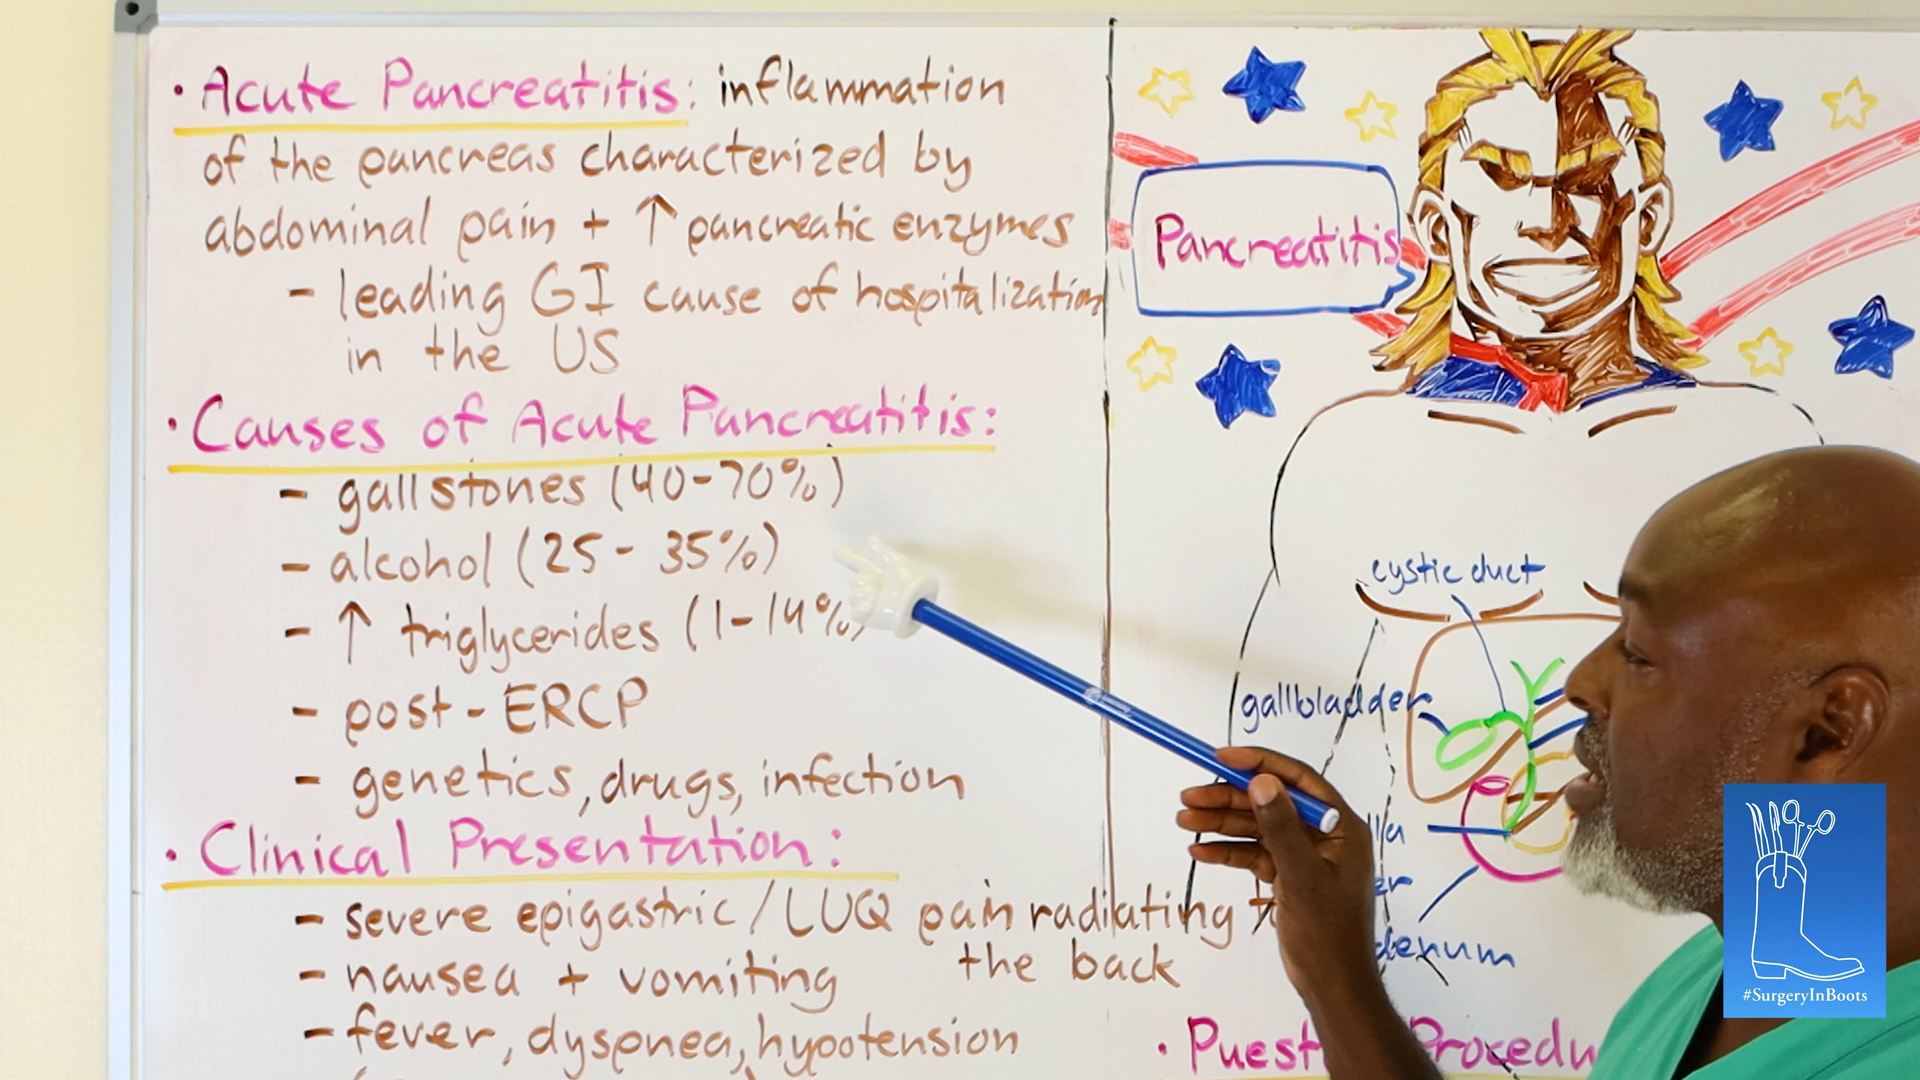 • Acute Pancreatitis: inflammation
of the pancreas characterized by
abdominal pain + ↑ pancreatic enzymes
- leading GI cause of hospitalization
in the US
• Causes of Acute Pancreatitis:
- gallstones (40-70%)
- alcohol (25-35%)
- ↑ triglycerides (1-14%)
- post-ERCP
- genetics, drugs, infection
• Clinical Presentation:
- severe epigastric/LUQ pain radiating
the back
- nausea + vomiting
- fever, dyspnea, hypotension
Pancreatitis
cystic duct
gallbladder
#SurgeryInBoots